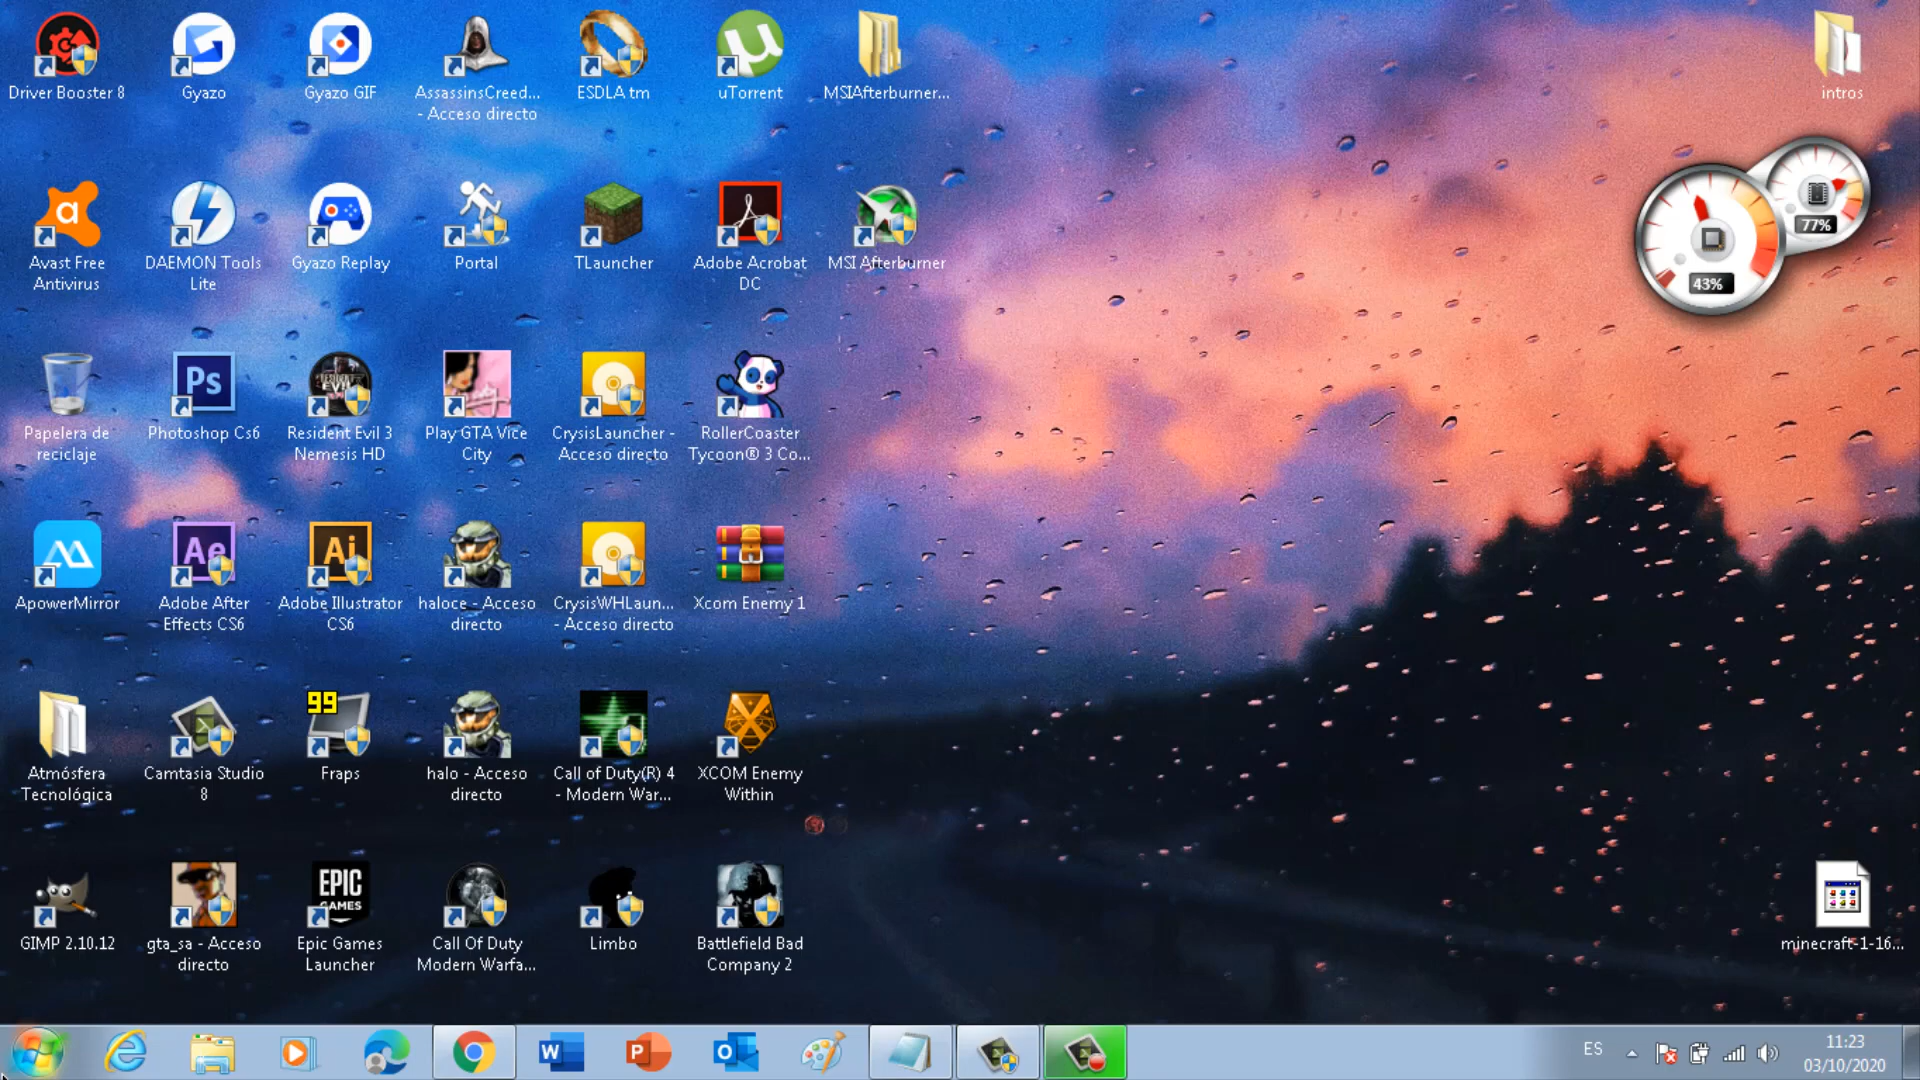 Driver Booster 8
Gyazo
Gyazo GIF
AssassinsCreed...
- Acceso directo
ESDLA tm
uTorrent
MSIAfterburner...
intros
Avast Free
Antivirus
DAEMON Tools
Lite
Gyazo Replay
Portal
TLauncher
Adobe Acrobat
DC
MSI Afterburner
77%
43%
Ps
Papelera de
reciclaje
Photoshop Cs6
Resident Evil 3
Nemesis HD
Play GTA Vice
City
CrysisLauncher -
Acceso directo
RollerCoaster
Tycoon® 3 Co...
Ae
Ai
ApowerMirror
Adobe After
Effects CS6
Adobe Illustrator
CS6
haloce - Acceso
directo
CrysisWHLaun...
- Acceso directo
Xcom Enemy 1
99
Atmósfera
Tecnológica
Camtasia Studio
8
Fraps
halo - Acceso
directo
Call of Duty(R) 4
- Modern War...
XCOM Enemy
Within
EPIC
GAMES
GIMP 2.10.12
gta_sa - Acceso
directo
Epic Games
Launcher
Call Of Duty
Modern Warfa...
Limbo
Battlefield Bad
Company 2
minecraft-1-16...
ES
11:23
03/10/2020